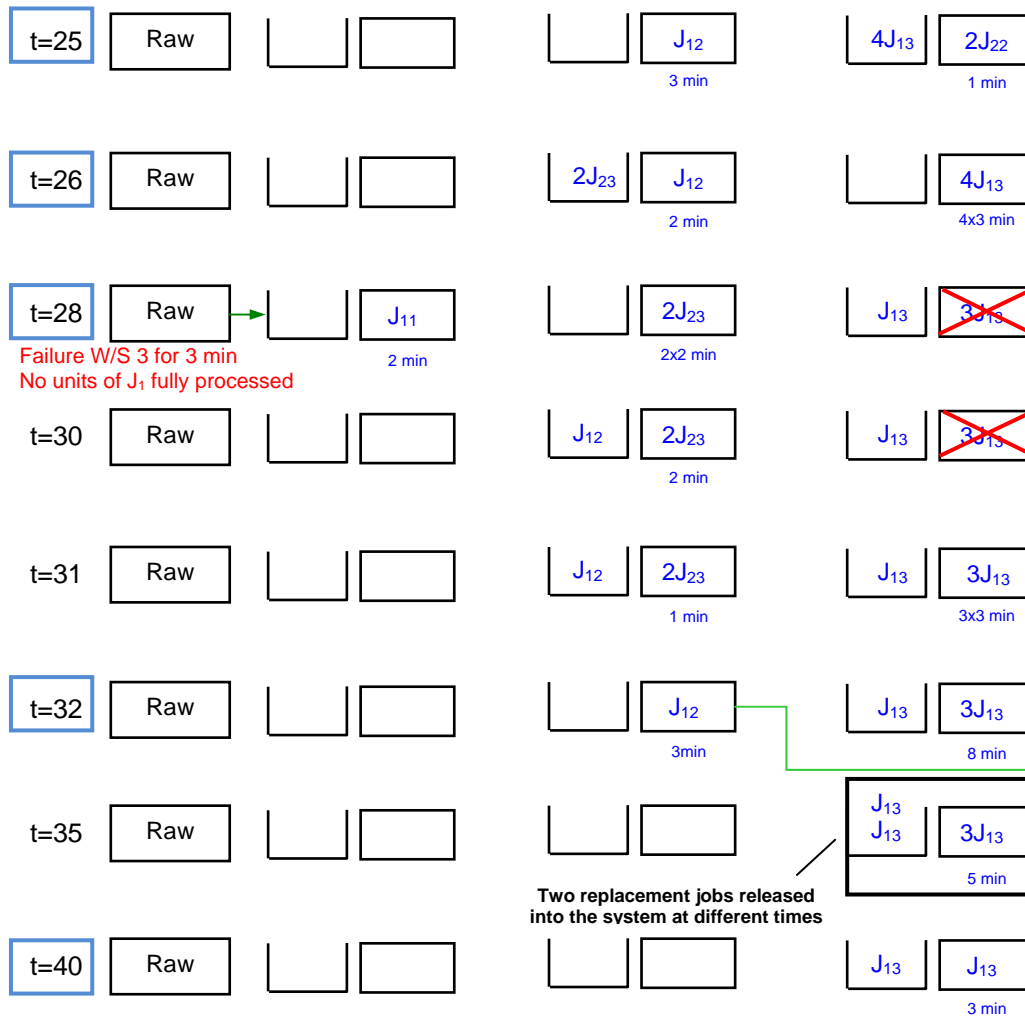 t=25 Raw J₁₂ 4J₁₃ 2J₂₂
3 min 1 min
t=26 Raw 2J₂₃ J₁₂ 4J₁₃
2 min 4x3 min
t=28 Raw J₁₁ 2J₂₃ J₁₃ 3J₁₃
Failure W/S 3 for 3 min 2 min 2x2 min
No units of J₁ fully processed
t=30 Raw J₁₂ 2J₂₃ J₁₃ 3J₁₃
2 min
t=31 Raw J₁₂ 2J₂₃ J₁₃ 3J₁₃
1 min 3x3 min
t=32 Raw J₁₂ J₁₃ 3J₁₃
3min 8 min
J₁₃
t=35 Raw J₁₃ 3J₁₃
5 min
Two replacement jobs released
into the system at different times
t=40 Raw J₁₃ J₁₃
3 min